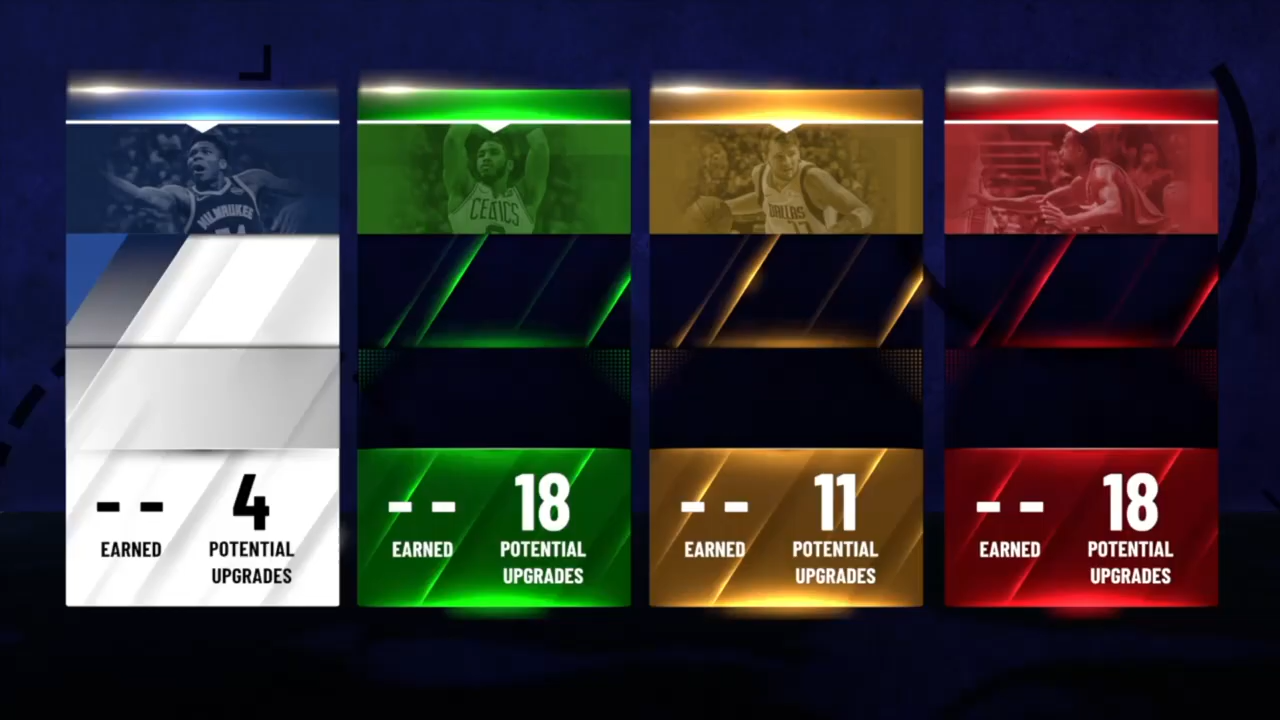 MILWAUKEE
CELTICS
DALLAS
-- 4
EARNED POTENTIAL
UPGRADES
-- 18
EARNED POTENTIAL
UPGRADES
-- 11
EARNED POTENTIAL
UPGRADES
-- 18
EARNED POTENTIAL
UPGRADES